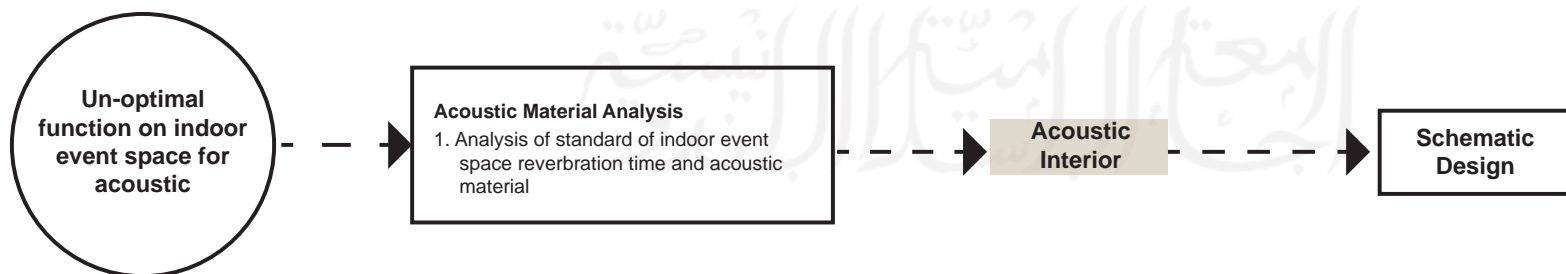 Un-optimal
function on indoor
event space for
acoustic
Acoustic Material Analysis
1. Analysis of standard of indoor event
space reverbration time and acoustic
material
Acoustic
Interior
Schematic
Design